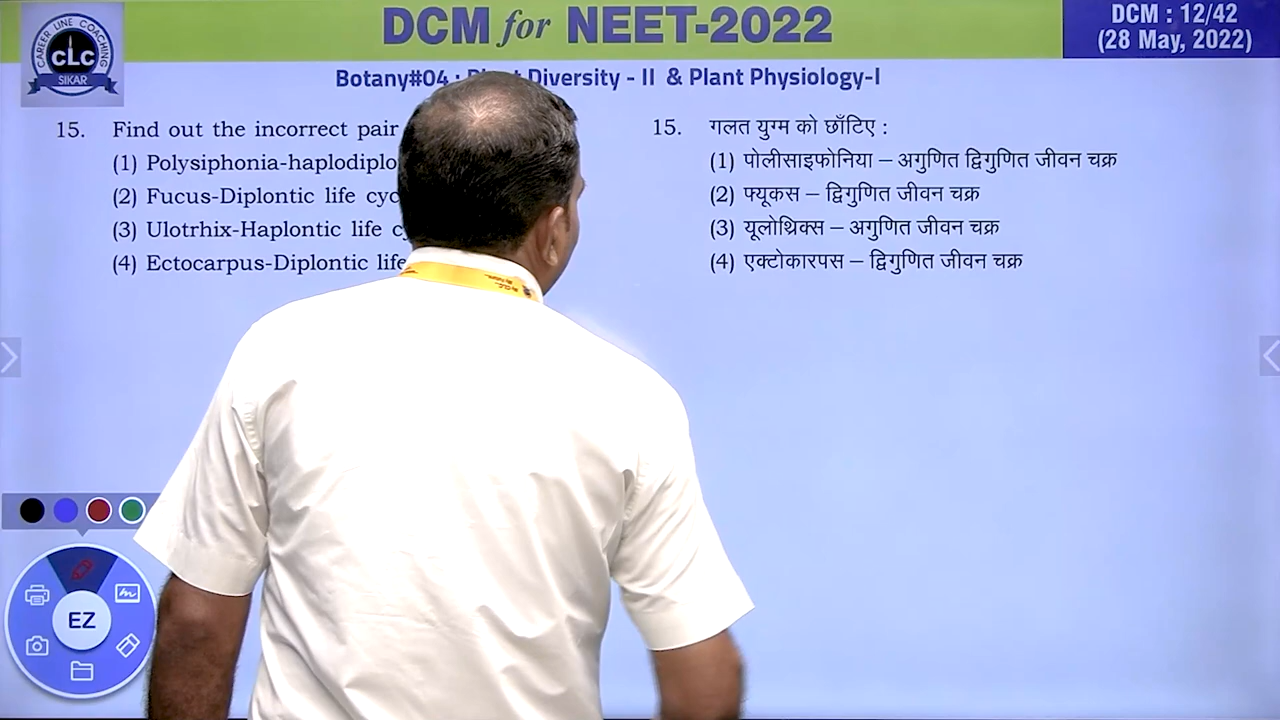 DCM for NEET-2022
DCM : 12/42
(28 May, 2022)
CAREER LINE COACHING
CLC
SIKAR
Botany#04 : Plant Diversity - II & Plant Physiology-I
15. Find out the incorrect pair
(1) Polysiphonia-haplodiplo
(2) Fucus-Diplontic life cyc
(3) Ulotrhix-Haplontic life c
(4) Ectocarpus-Diplontic life
15. गलत युग्म को छाँटिए :
(1) पोलीसाइफोनिया – अगुणित द्विगुणित जीवन चक्र
(2) फ्यूकस – द्विगुणित जीवन चक्र
(3) यूलोथ्रिक्स – अगुणित जीवन चक्र
(4) एक्टोकारपस – द्विगुणित जीवन चक्र
EZ